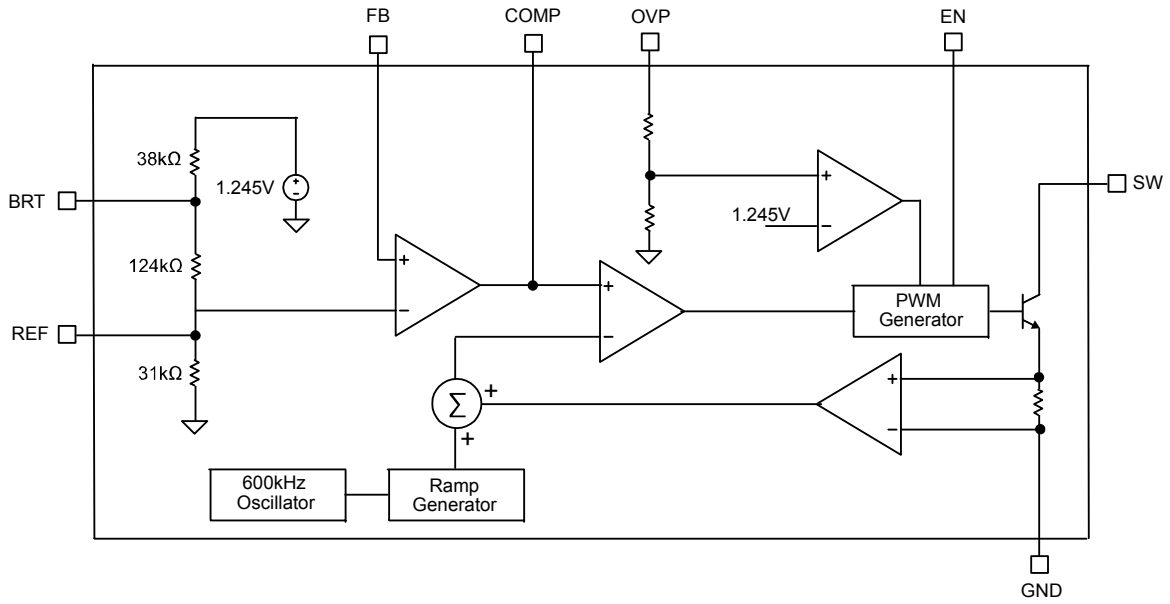 FB
COMP
OVP
EN
38kΩ
1.245V
+
-
BRT
124kΩ
REF
31kΩ
+
−
+
−
1.245V
+
−
SW
PWM
Generator
+
−
Σ
+
+
600kHz
Oscillator
Ramp
Generator
GND